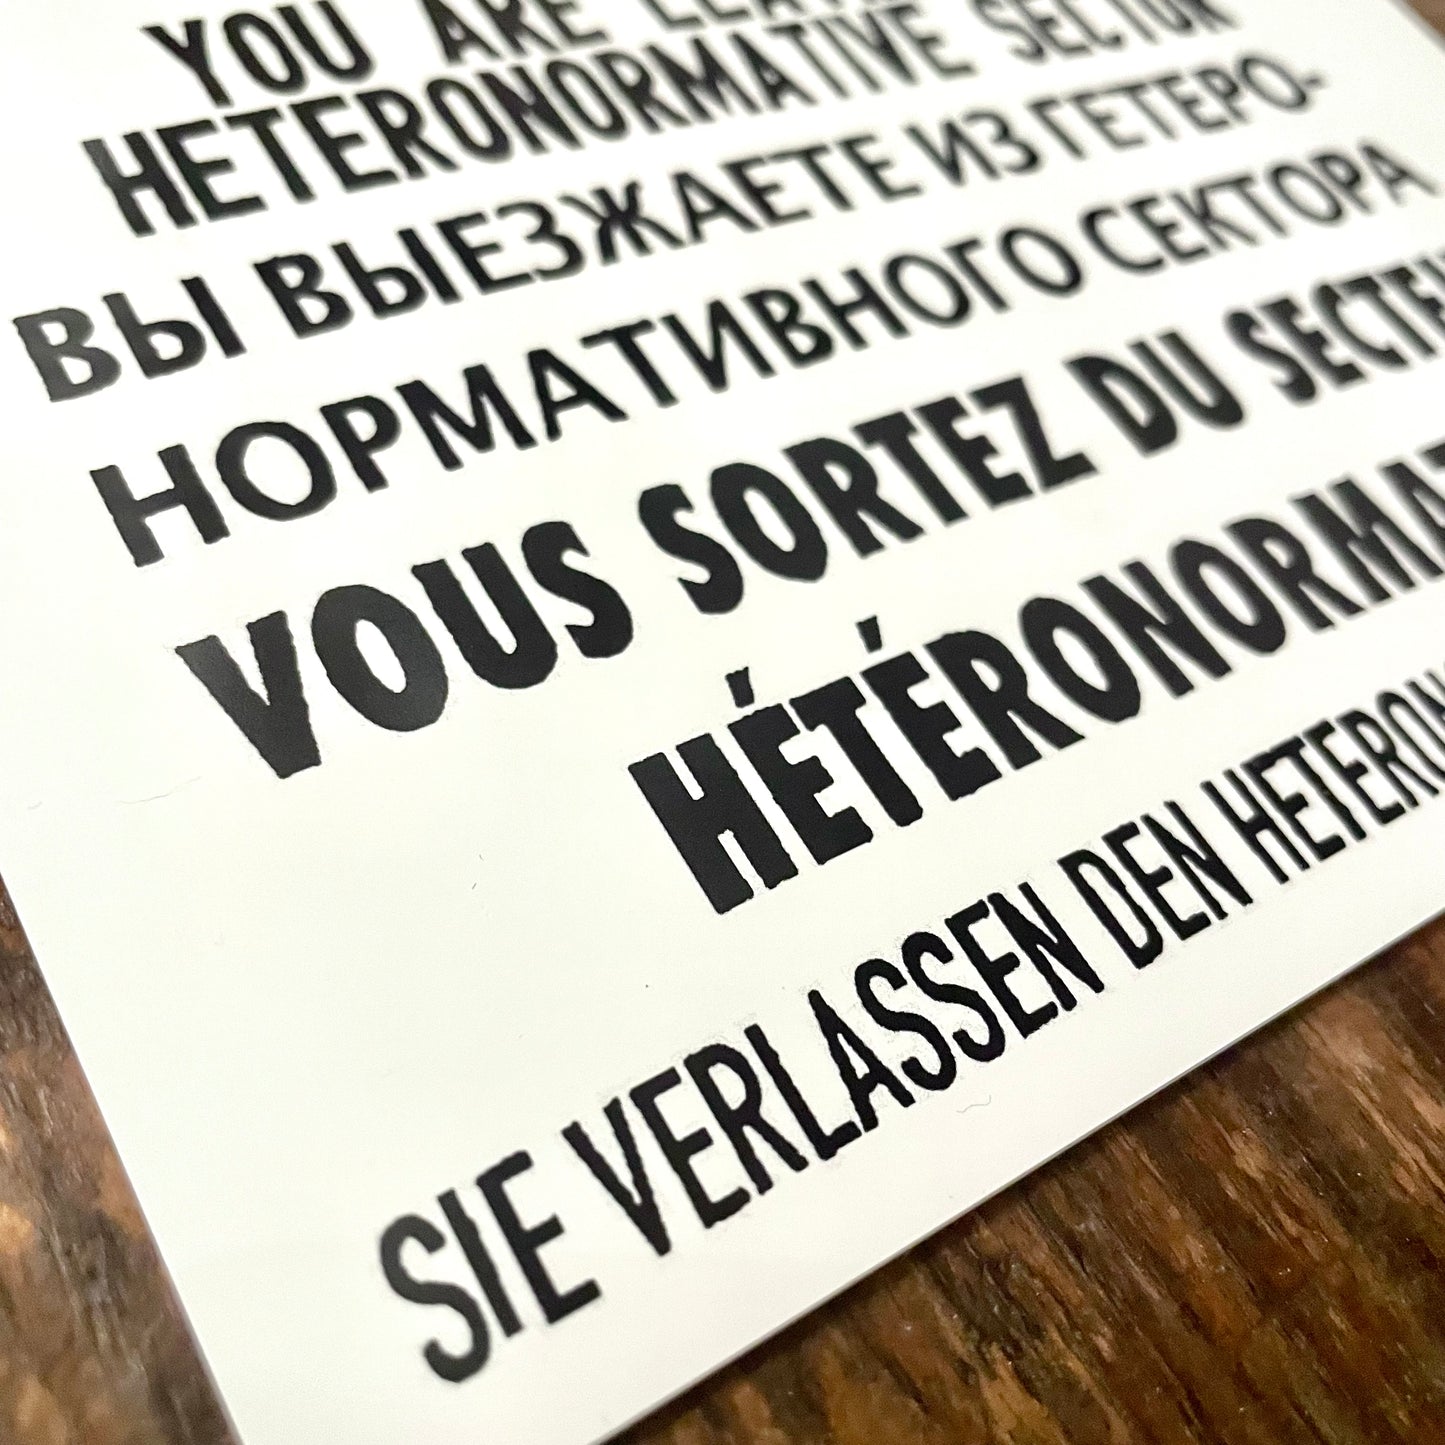 YOU ARE
HETERONORMATIVE SECTOR
ВЫ ВЫЕЗЖАЕТЕ ИЗ ГЕТЕРО-
НОРМАТИВНОГО СЕКТОРА
VOUS SORTEZ DU
SIE VERLASSEN DEN